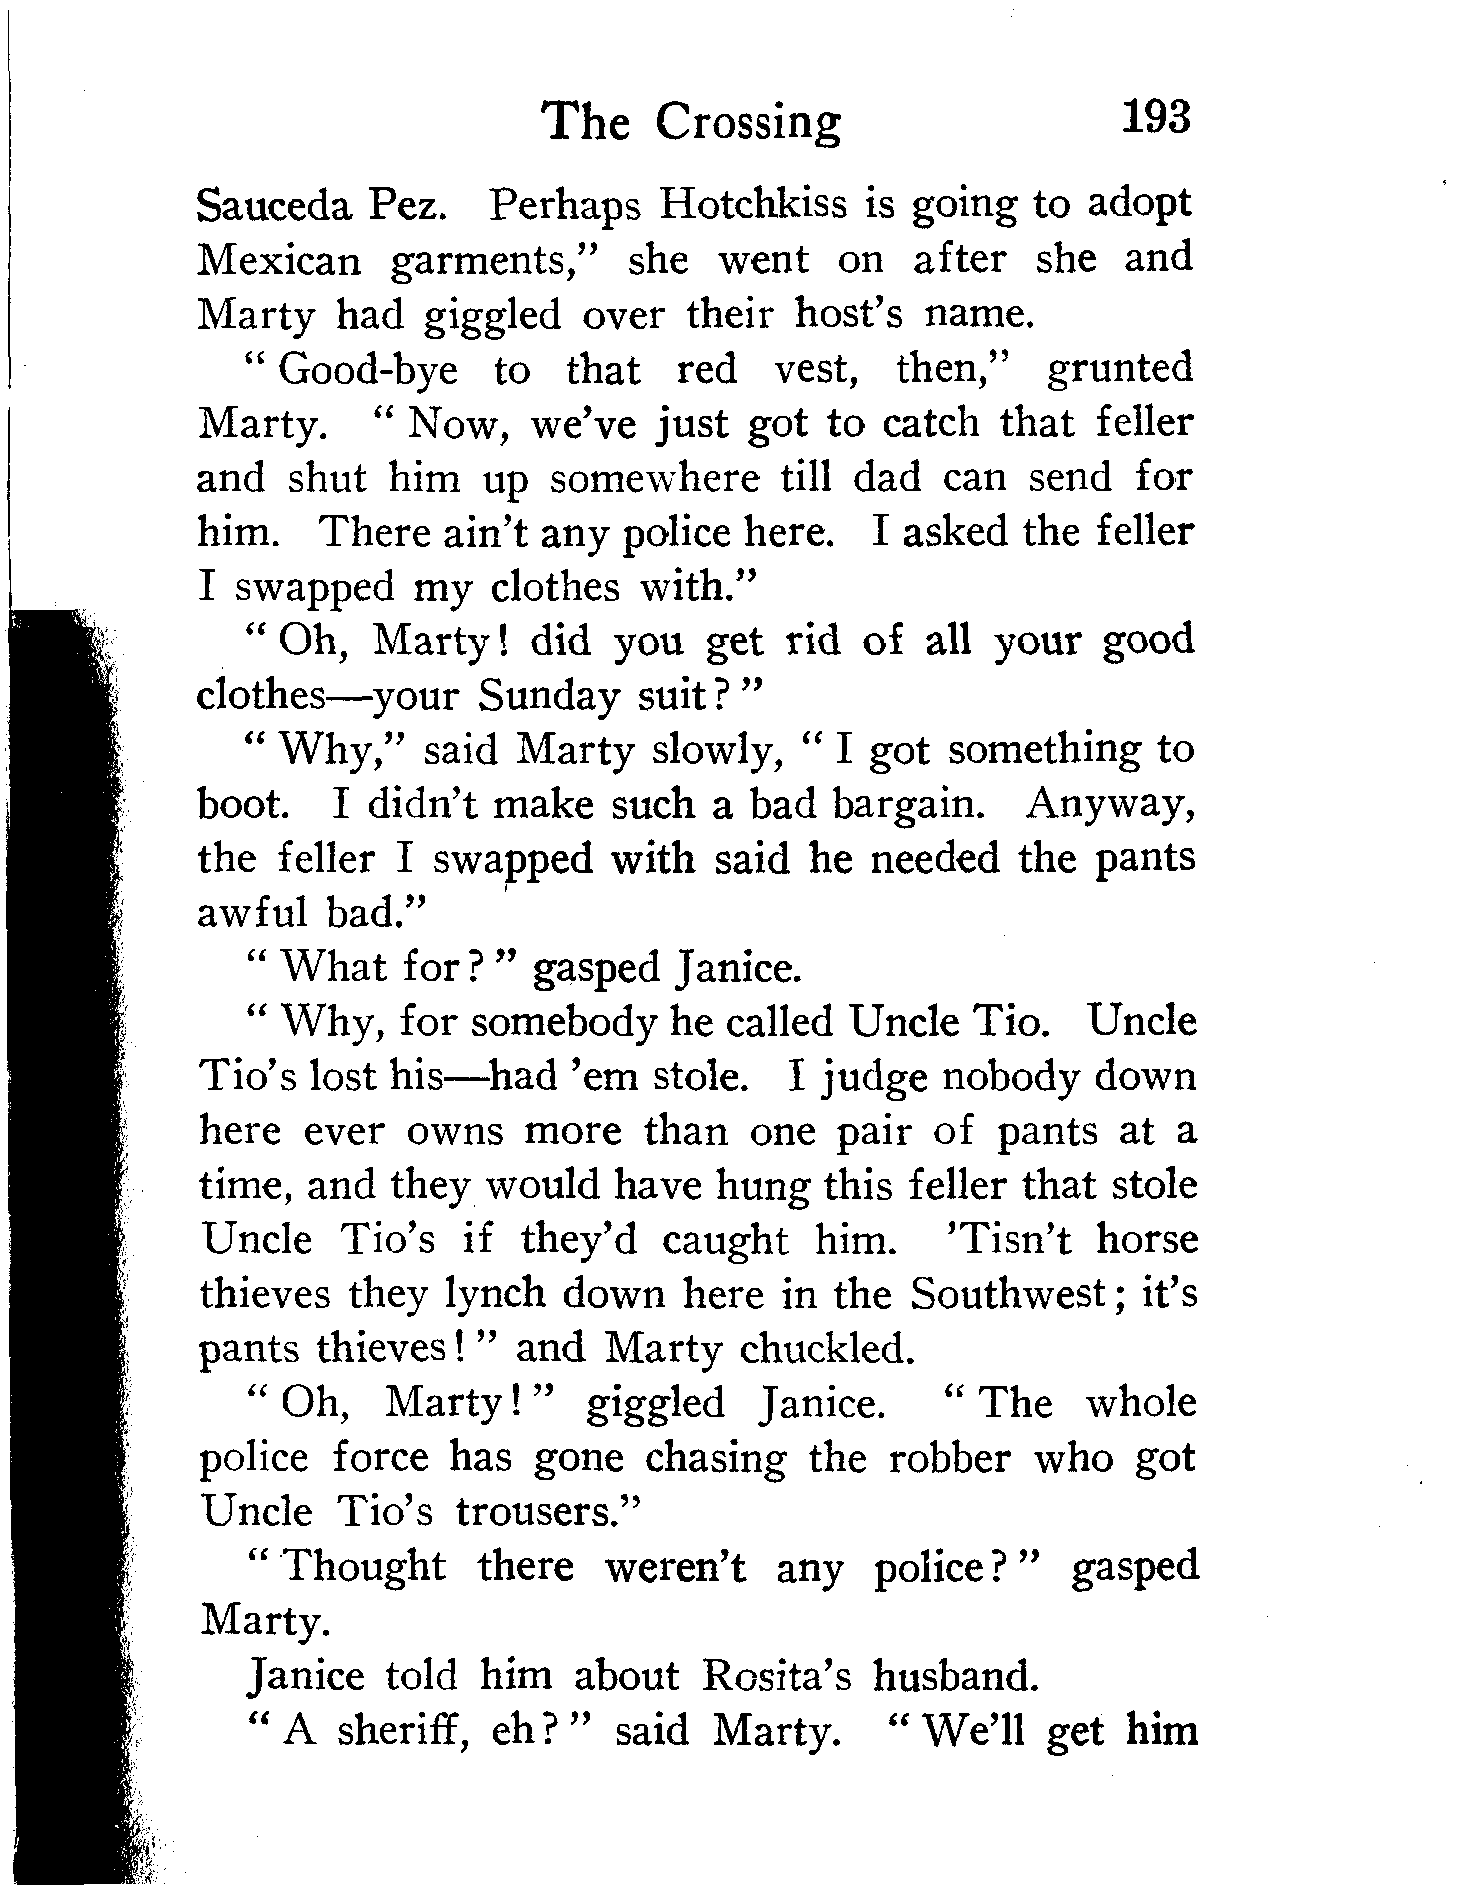 The Crossing 193
Sauceda Pez. Perhaps Hotchkiss is going to adopt
Mexican garments,” she went on after she and
Marty had giggled over their host’s name.
“ Good-bye to that red vest, then,” grunted
Marty. “ Now, we’ve just got to catch that feller
and shut him up somewhere till dad can send for
him. There ain’t any police here. I asked the feller
I swapped my clothes with.”
“ Oh, Marty! did you get rid of all your good
clothes—your Sunday suit? ”
“ Why,” said Marty slowly, “ I got something to
boot. I didn’t make such a bad bargain. Anyway,
the feller I swapped with said he needed the pants
awful bad.”
“ What for? ” gasped Janice.
“ Why, for somebody he called Uncle Tio. Uncle
Tio’s lost his—had ’em stole. I judge nobody down
here ever owns more than one pair of pants at a
time, and they would have hung this feller that stole
Uncle Tio’s if they’d caught him. ’Tisn’t horse
thieves they lynch down here in the Southwest; it’s
pants thieves! ” and Marty chuckled.
“ Oh, Marty! ” giggled Janice. “ The whole
police force has gone chasing the robber who got
Uncle Tio’s trousers.”
“ Thought there weren’t any police? ” gasped
Marty.
Janice told him about Rosita’s husband.
“ A sheriff, eh? ” said Marty. “ We’ll get him